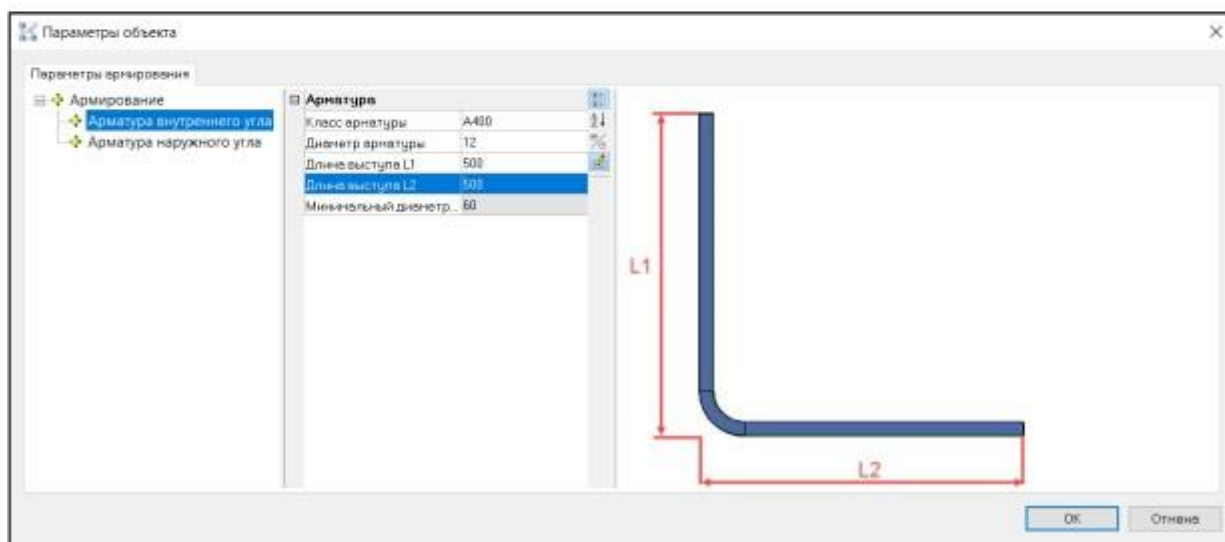 Параметры объекта
Параметры армирования
Армирование
Арматура внутреннего угла
Арматура наружного угла
Арматура
Класс арматуры A400
Диаметр арматуры 12
Длина выступа L1 500
Длина выступа L2 500
Минимальный диаметр... 60
L1
L2
OK Отмена